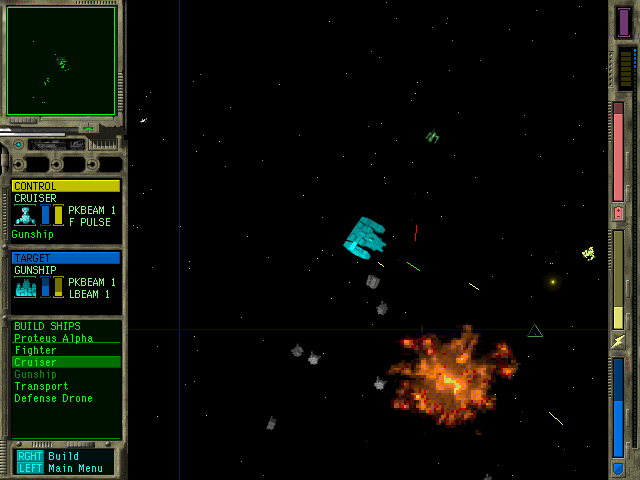 CONTROL
CRUISER
PKBEAM 1
F PULSE
Gunship
TARGET
GUNSHIP
PKBEAM 1
LBEAM 1
BUILD SHIPS
Proteus Alpha
Fighter
Cruiser
Gunship
Transport
Defense Drone
RGHT Build
LEFT Main Menu